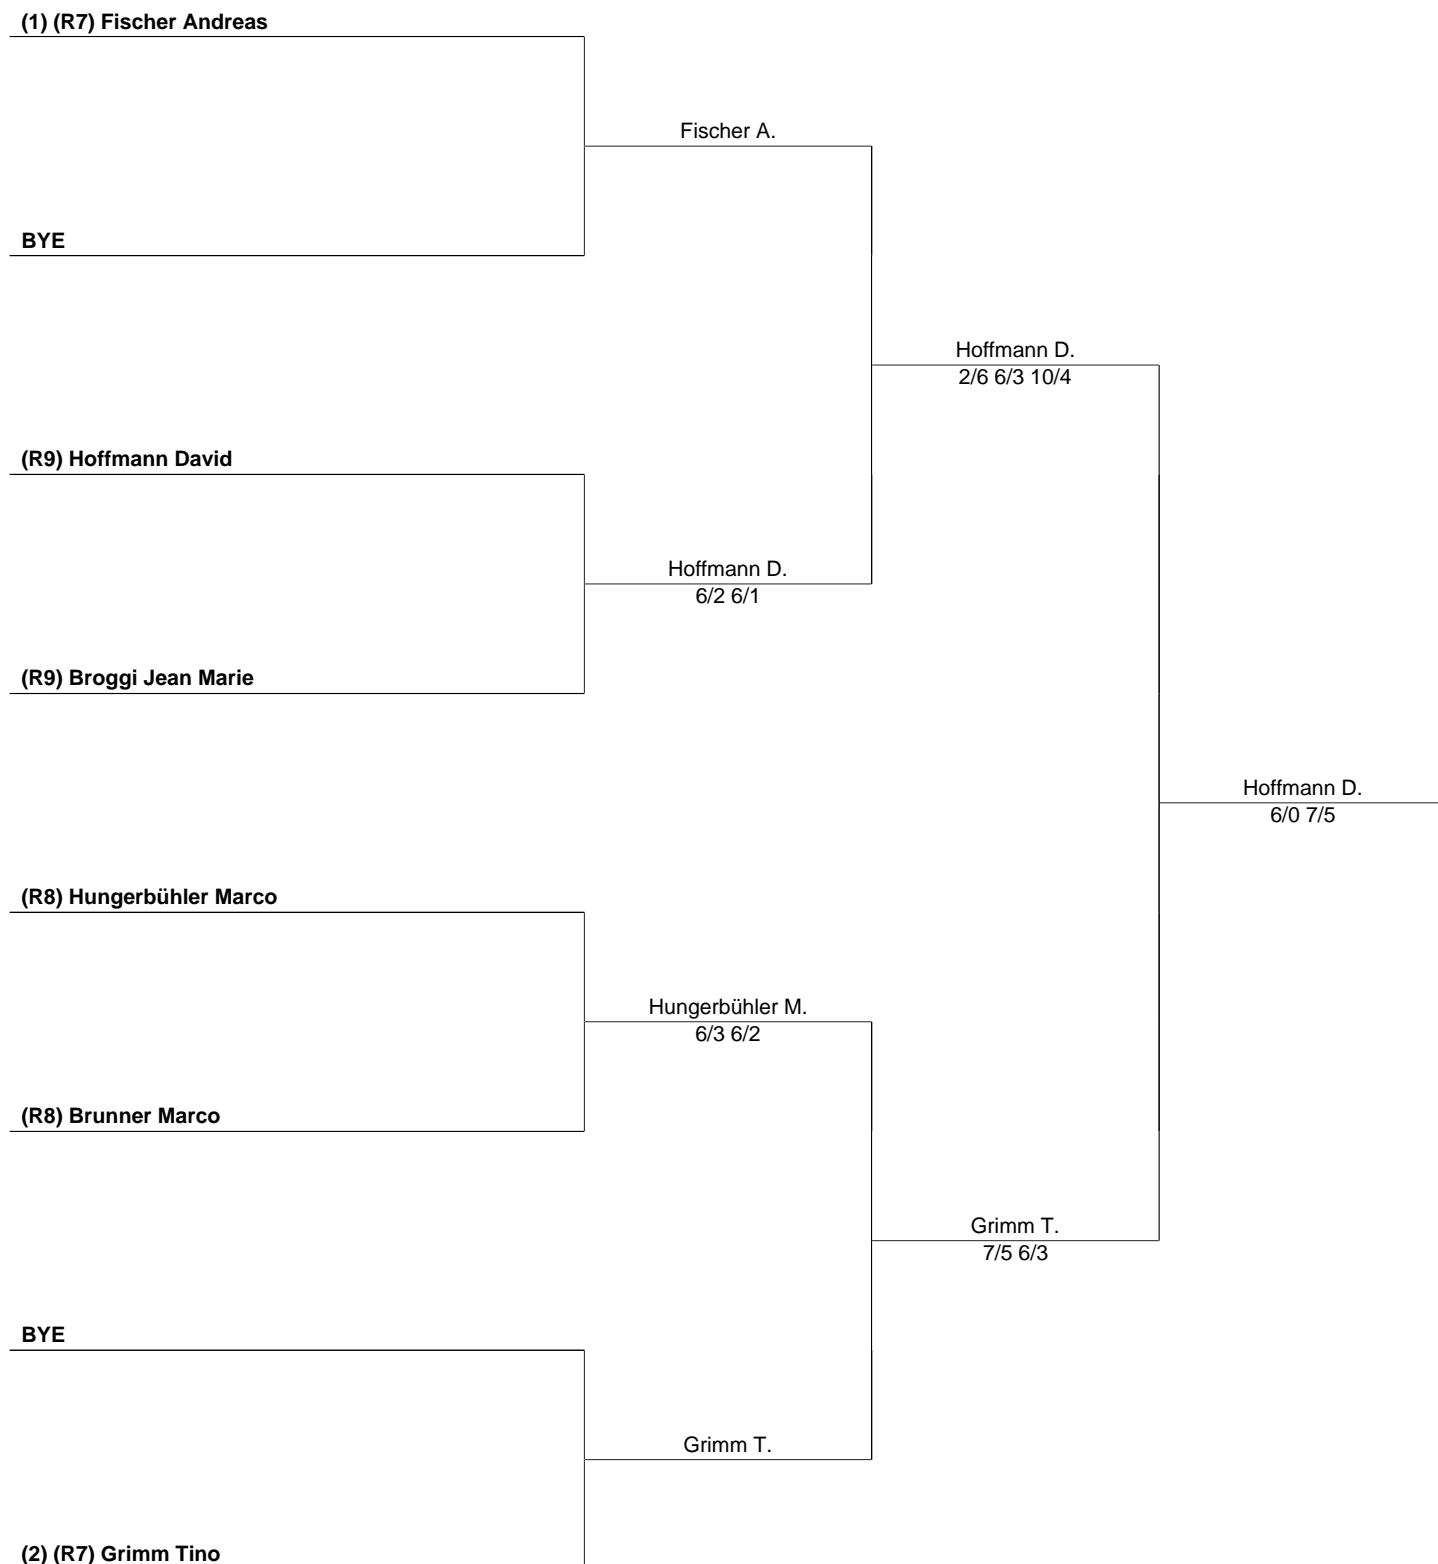 (1) (R7) Fischer Andreas
Fischer A.
BYE
Hoffmann D.
2/6 6/3 10/4
(R9) Hoffmann David
Hoffmann D.
6/2 6/1
(R9) Broggi Jean Marie
Hoffmann D.
6/0 7/5
(R8) Hungerbühler Marco
Hungerbühler M.
6/3 6/2
(R8) Brunner Marco
Grimm T.
7/5 6/3
BYE
Grimm T.
(2) (R7) Grimm Tino